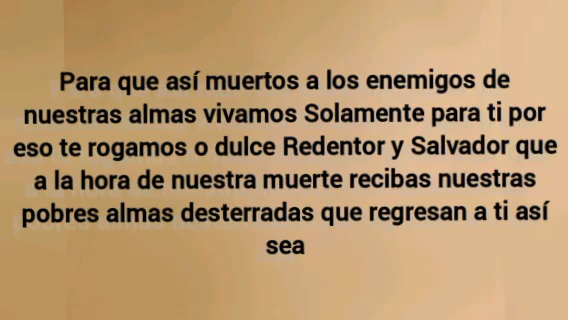 Para que así muertos a los enemigos de
nuestras almas vivamos Solamente para ti por
eso te rogamos o dulce Redentor y Salvador que
a la hora de nuestra muerte recibas nuestras
pobres almas desterradas que regresan a ti así
sea